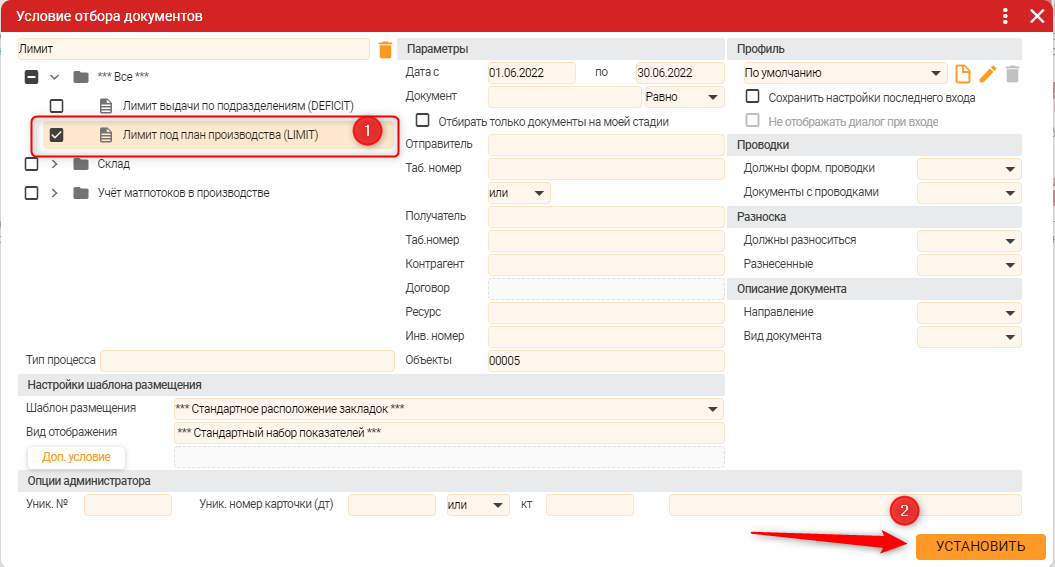 Условие отбора документов
Лимит
*** Все ***
Лимит выдачи по подразделениям (DEFICIT)
Лимит под план производства (LIMIT)
1
Склад
Учёт матпотоков в производстве
Тип процесса
Параметры
Дата с 01.06.2022 по 30.06.2022
Документ Равно
Отбирать только документы на моей стадии
Отправитель
Таб. номер
или
Получатель
Таб.номер
Контрагент
Договор
Ресурс
Инв. номер
Объекты 00005
Профиль
По умолчанию
Сохранить настройки последнего входа
Не отображать диалог при входе
Проводки
Должны форм. проводки
Документы с проводками
Разноска
Должны разноситься
Разнесенные
Описание документа
Направление
Вид документа
Настройки шаблона размещения
Шаблон размещения *** Стандартное расположение закладок ***
Вид отображения *** Стандартный набор показателей ***
Доп. условие
Опции администратора
Уник. № Уник. номер карточки (дт) или кт
2
УСТАНОВИТЬ